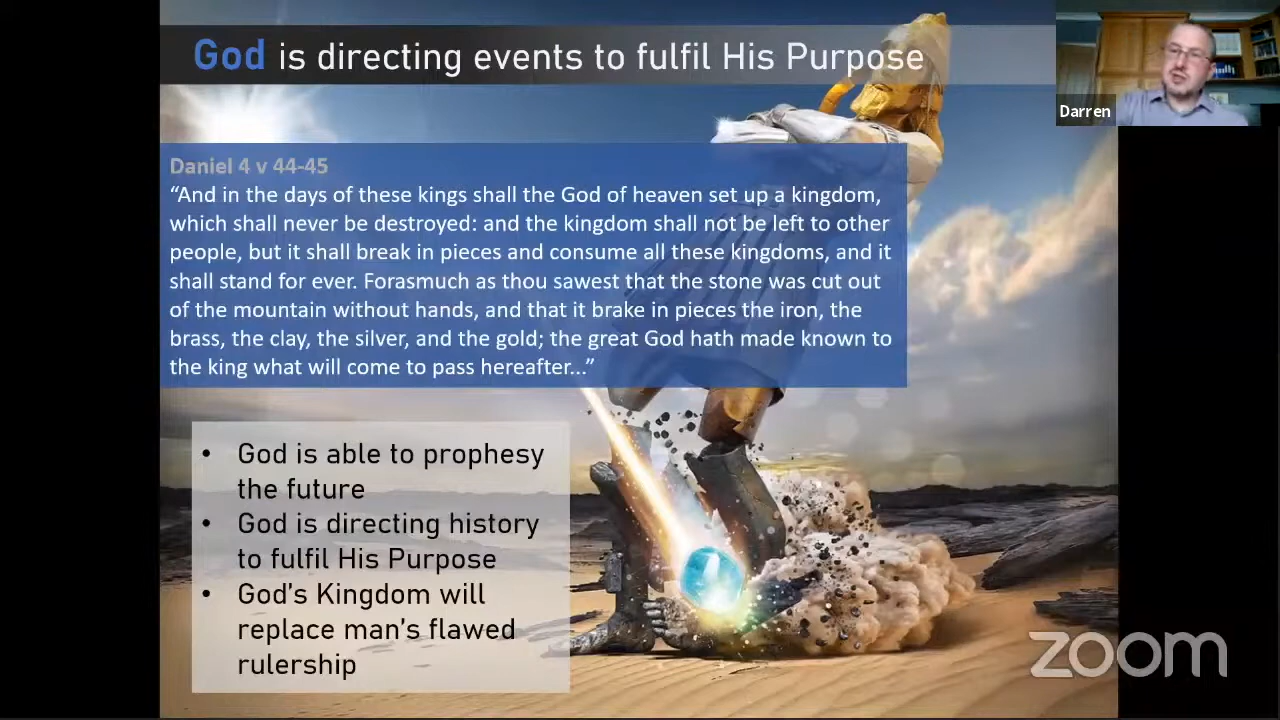 God is directing events to fulfil His Purpose
Darren
Daniel 4 v 44-45
“And in the days of these kings shall the God of heaven set up a kingdom,
which shall never be destroyed: and the kingdom shall not be left to other
people, but it shall break in pieces and consume all these kingdoms, and it
shall stand for ever. Forasmuch as thou sawest that the stone was cut out
of the mountain without hands, and that it brake in pieces the iron, the
brass, the clay, the silver, and the gold; the great God hath made known to
the king what will come to pass hereafter...”
• God is able to prophesy
the future
• God is directing history
to fulfil His Purpose
• God’s Kingdom will
replace man’s flawed
rulership
zoom